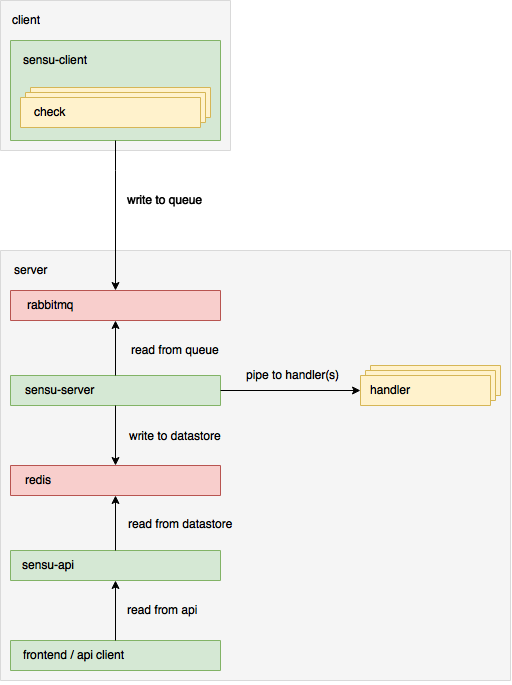 client
sensu-client
check
write to queue
server
rabbitmq
read from queue
sensu-server
pipe to handler(s)
handler
write to datastore
redis
read from datastore
sensu-api
read from api
frontend / api client